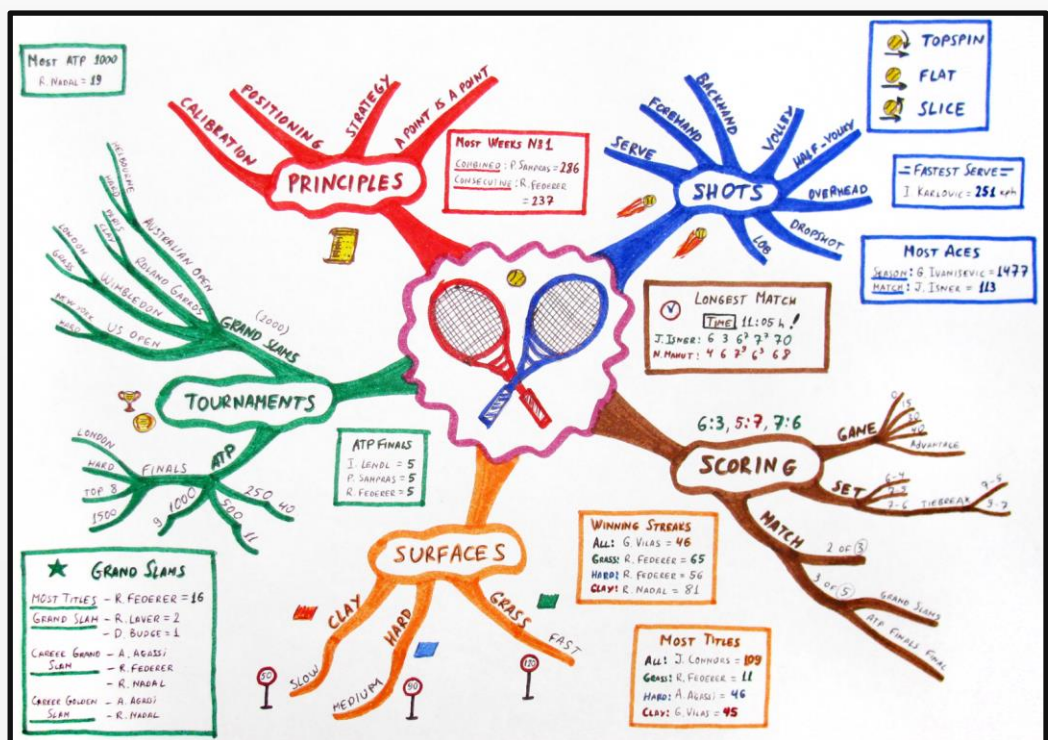 Most ATP 1000
R. Nadal = 19
PRINCIPLES
CALIBRATION
POSITIONING
STRATEGY
A POINT IS A POINT
Most Weeks №1
Combined: P. Sampras = 286
Consecutive: R. Federer
= 237
SHOTS
SERVE
FOREHAND
BACKHAND
VOLLEY
HALF-VOLLEY
OVERHEAD
DROPSHOT
LOB
TOPSPIN
FLAT
SLICE
Fastest Serve
I. Karlovic = 251 kph
Most Aces
Season: G. Ivanisevic = 1477
Match: J. Isner = 113
Longest Match
Time 11:05 h!
J. Isner: 6 3 6⁷ 7⁷ 70
N. Mahut: 4 6 7⁹ 6³ 68
TOURNAMENTS
GRAND SLAMS
(2000)
AUSTRALIAN OPEN
MELBOURNE
HARD
ROLAND GARROS
PARIS
CLAY
WIMBLEDON
LONDON
GRASS
US OPEN
NEW YORK
HARD
ATP
FINALS
LONDON
HARD
TOP 8
1500
1000
9
500
11
250
40
ATP Finals
I. Lendl = 5
P. Sampras = 5
R. Federer = 5
Grand Slams
Most Titles - R. Federer = 16
Grand Slam - R. Laver = 2
- D. Budge = 1
Career Grand Slam - A. Agassi
- R. Federer
- R. Nadal
Career Golden Slam - A. Agassi
- R. Nadal
SURFACES
CLAY
SLOW
HARD
MEDIUM
GRASS
FAST
50
90
130
Winning Streaks
All: G. Vilas = 46
Grass: R. Federer = 65
Hard: R. Federer = 56
Clay: R. Nadal = 81
Most Titles
All: J. Connors = 109
Grass: R. Federer = 11
Hard: A. Agassi = 46
Clay: G. Vilas = 45
SCORING
6:3, 5:7, 7:6
GAME
0
15
30
40
ADVANTAGE
SET
6-4
7-5
7-6
TIEBREAK
7-5
9-7
MATCH
2 OF 3
3 OF 5
GRAND SLAMS
ATP FINALS FINAL